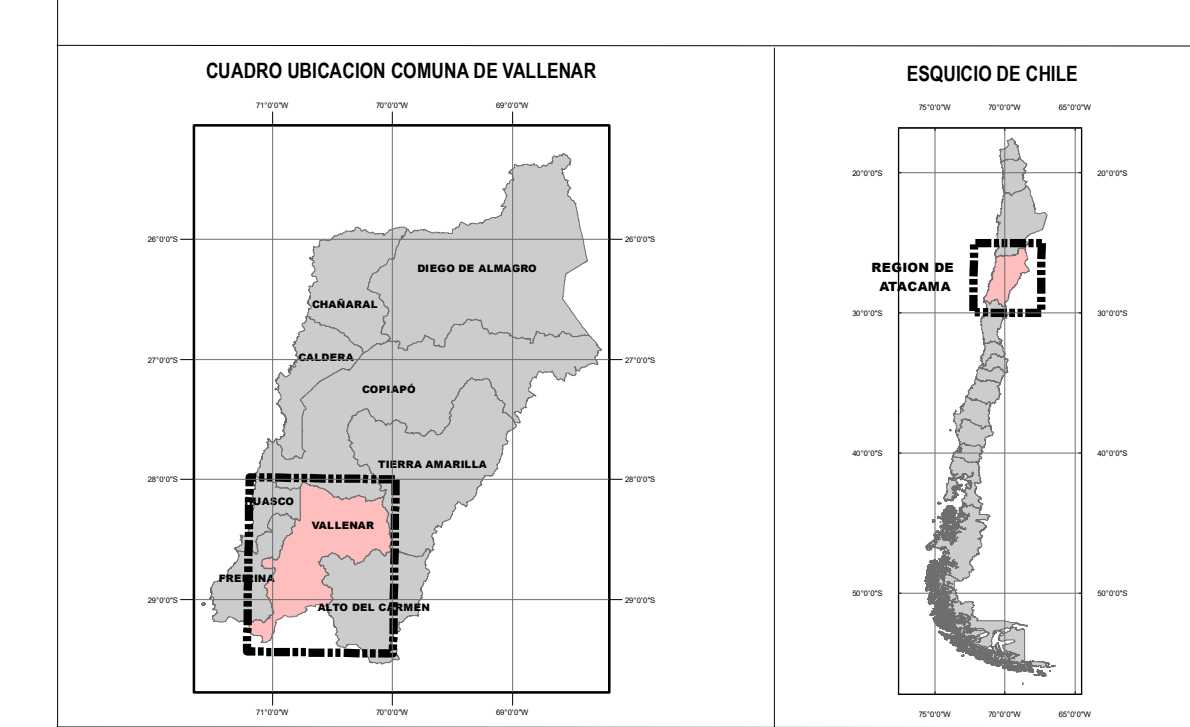 CUADRO UBICACION COMUNA DE VALLENAR
71°0'0"W 70°0'0"W 69°0'0"W
26°0'0"S 26°0'0"S
DIEGO DE ALMAGRO
CHAÑARAL
CALDERA
27°0'0"S 27°0'0"S
COPIAPÓ
TIERRA AMARILLA
28°0'0"S 28°0'0"S
HUASCO
VALLENAR
FREIRINA
29°0'0"S 29°0'0"S
ALTO DEL CARMEN
71°0'0"W 70°0'0"W 69°0'0"W
ESQUICIO DE CHILE
75°0'0"W 70°0'0"W 65°0'0"W
20°0'0"S 20°0'0"S
REGION DE
ATACAMA
30°0'0"S 30°0'0"S
40°0'0"S 40°0'0"S
50°0'0"S 50°0'0"S
75°0'0"W 70°0'0"W 65°0'0"W